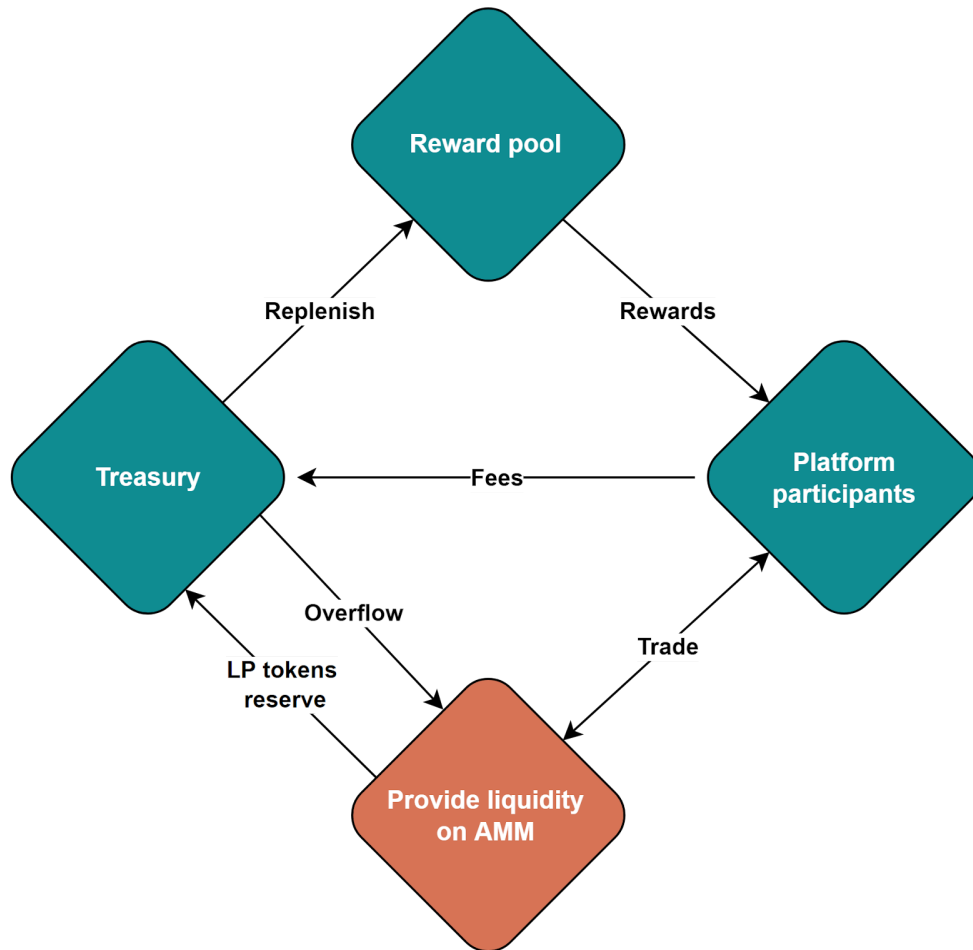 Reward pool
Replenish
Rewards
Treasury
Fees
Platform
participants
Overflow
LP tokens
reserve
Trade
Provide liquidity
on AMM